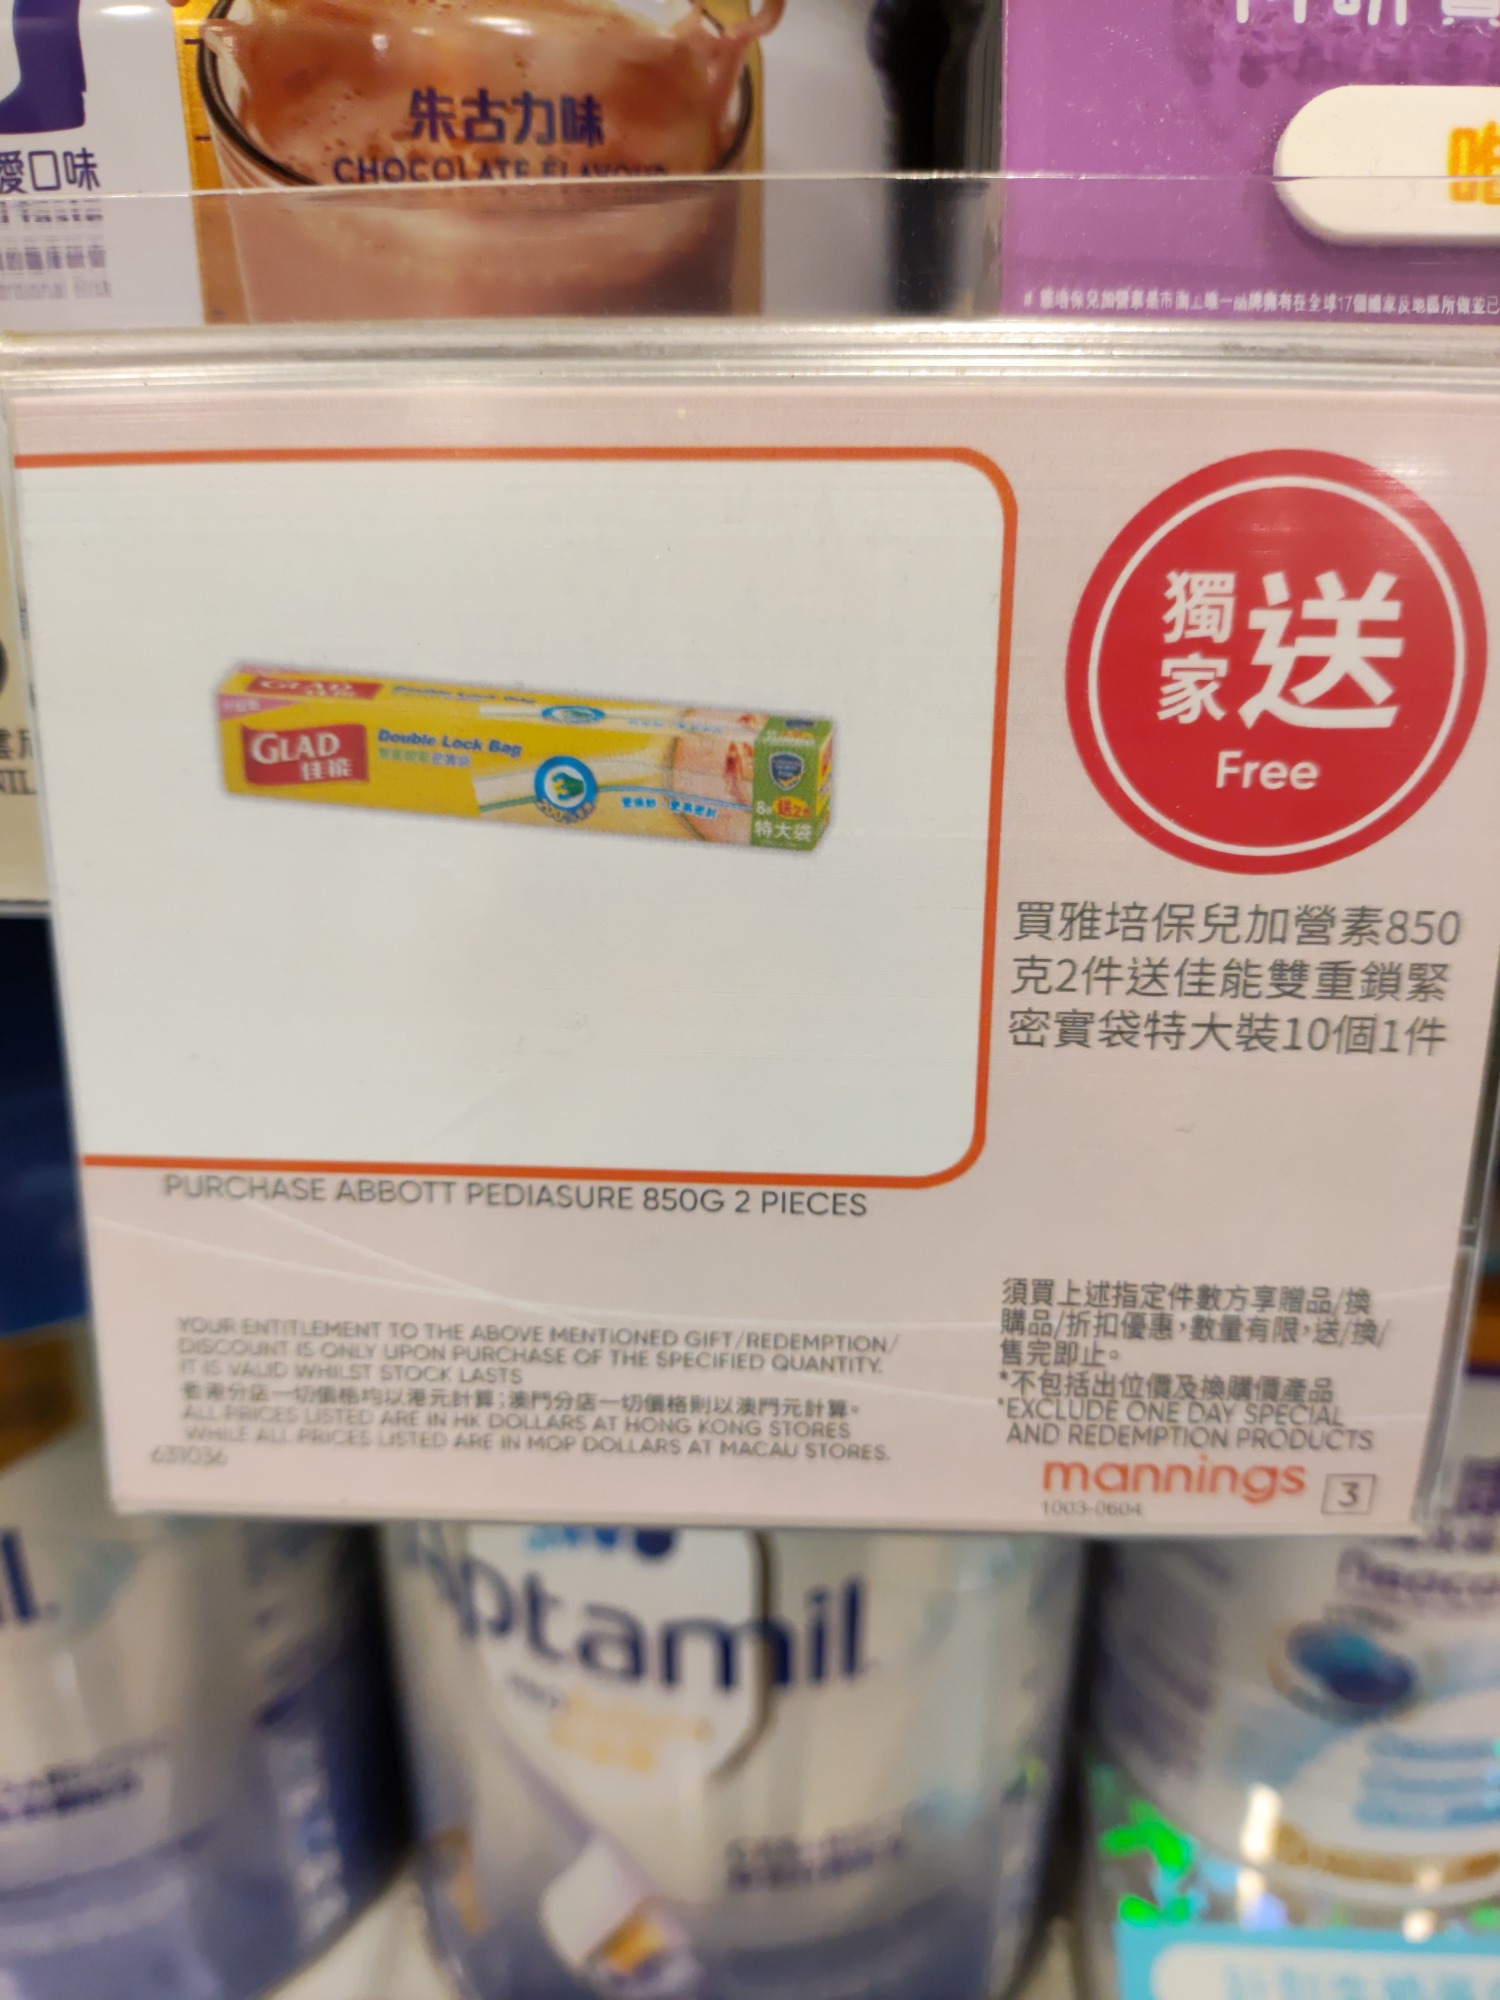 朱古力味
CHOCOLATE FLAVOUR
愛口味
獨家送
Free
GLAD
佳能
Double Lock Bag
特大袋
買雅培保兒加營素850
克2件送佳能雙重鎖緊
密實袋特大裝10個1件
PURCHASE ABBOTT PEDIASURE 850G 2 PIECES
YOUR ENTITLEMENT TO THE ABOVE MENTIONED GIFT/REDEMPTION/
DISCOUNT IS ONLY UPON PURCHASE OF THE SPECIFIED QUANTITY.
IT IS VALID WHILST STOCK LASTS
香港分店一切價格均以港元計算;澳門分店一切價格則以澳門元計算。
ALL PRICES LISTED ARE IN HK DOLLARS AT HONG KONG STORES
WHILE ALL PRICES LISTED ARE IN MOP DOLLARS AT MACAU STORES.
631036
須買上述指定件數方享贈品/換
購品/折扣優惠,數量有限,送/換/
售完即止。
*不包括出位價及換購價產品
*EXCLUDE ONE DAY SPECIAL
AND REDEMPTION PRODUCTS
mannings 3
1003-0604
Aptamil